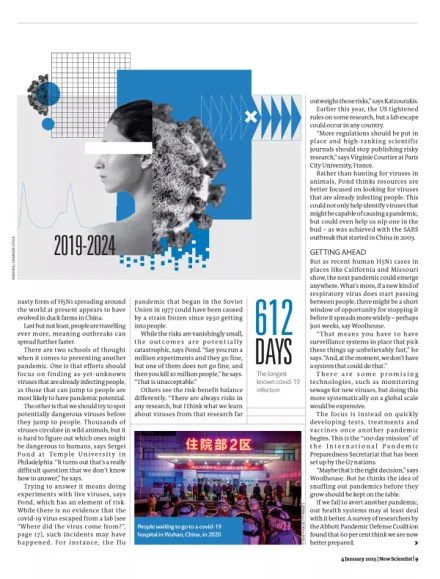 2019-2024
nasty form of H5N1 spreading around
the world at present appears to have
evolved in duck farms in China.
Last but not least, people are travelling
ever more, meaning outbreaks can
spread further faster.
There are two schools of thought
when it comes to preventing another
pandemic. One is that efforts should
focus on finding as-yet-unknown
viruses that are already infecting people,
as those that can jump to people are
most likely to have pandemic potential.
The other is that we should try to spot
potentially dangerous viruses before
they jump to people. Thousands of
viruses circulate in wild animals, but it
is hard to figure out which ones might
be dangerous to humans, says Sergei
Pond at Temple University in
Philadelphia. "It turns out that's a really
difficult question that we don't know
how to answer," he says.
Trying to answer it means doing
experiments with live viruses, says
Pond, which has an element of risk.
While there is no evidence that the
covid-19 virus escaped from a lab (see
"Where did the virus come from?",
page 17), such incidents may have
happened. For instance, the flu
pandemic that began in the Soviet
Union in 1977 could have been caused
by a strain frozen since 1950 getting
into people.
While the risks are vanishingly small,
the outcomes are potentially
catastrophic, says Pond. "Say you run a
million experiments and they go fine,
but one of them does not go fine, and
then you kill 10 million people," he says.
"That is unacceptable."
Others see the risk-benefit balance
differently. "There are always risks in
any research, but I think what we learn
about viruses from that research far
612
DAYS
The longest
known covid-19
infection
住院部2区
People waiting to go to a covid-19
hospital in Wuhan, China, in 2020
outweigh those risks," says Katzourakis.
Earlier this year, the US tightened
rules on some research, but a lab escape
could occur in any country.
"More regulations should be put in
place and high-ranking scientific
journals should stop publishing risky
research," says Virginie Courtier at Paris
City University, France.
Rather than hunting for viruses in
animals, Pond thinks resources are
better focused on looking for viruses
that are already infecting people. This
could not only help identify viruses that
might be capable of causing a pandemic,
but could even help us nip one in the
bud – as was achieved with the SARS
outbreak that started in China in 2003.
GETTING AHEAD
But as recent human H5N1 cases in
places like California and Missouri
show, the next pandemic could emerge
anywhere. What's more, if a new kind of
respiratory virus does start passing
between people, there might be a short
window of opportunity for stopping it
before it spreads more widely – perhaps
just weeks, say Woolhouse.
"That means you have to have
surveillance systems in place that pick
these things up unbelievably fast," he
says. "And, at the moment, we don't have
a system that could do that."
There are some promising
technologies, such as monitoring
sewage for new viruses, but doing this
more systematically on a global scale
would be expensive.
The focus is instead on quickly
developing tests, treatments and
vaccines once another pandemic
begins. This is the "100 day mission" of
the International Pandemic
Preparedness Secretariat that has been
set up by the G7 nations.
"Maybe that's the right decision," says
Woolhouse. But he thinks the idea of
snuffing out pandemics before they
grow should be kept on the table.
If we fail to avert another pandemic,
our health systems may at least deal
with it better. A survey of researchers by
the Abbott Pandemic Defense Coalition
found that 60 per cent think we are now
better prepared.
4 January 2025 | New Scientist | 9